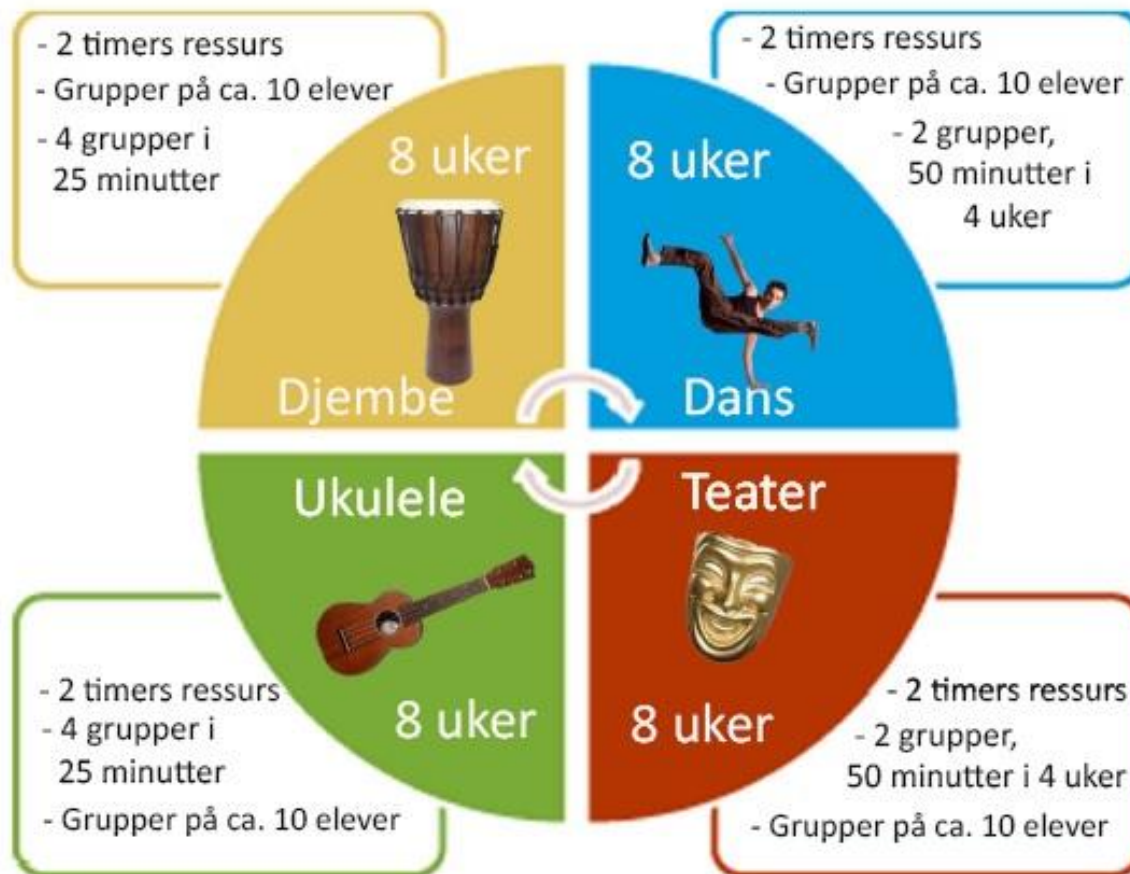 - 2 timers ressurs
- Grupper på ca. 10 elever
- 4 grupper i
25 minutter
8 uker
Djembe
- 2 timers ressurs
- Grupper på ca. 10 elever
- 2 grupper,
50 minutter i
4 uker
8 uker
Dans
Ukulele
8 uker
- 2 timers ressurs
- 4 grupper i
25 minutter
- Grupper på ca. 10 elever
Teater
8 uker
- 2 timers ressurs
- 2 grupper,
50 minutter i 4 uker
- Grupper på ca. 10 elever